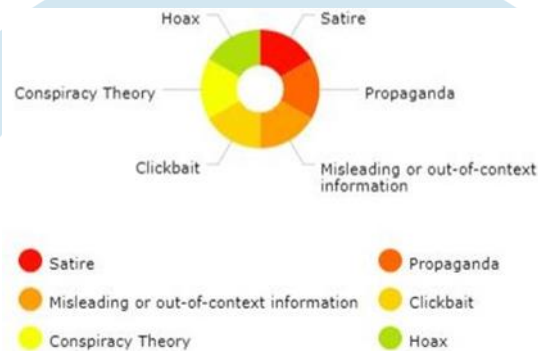 Hoax
Satire
Conspiracy Theory
Propaganda
Clickbait
Misleading or out-of-context
information
Satire
Propaganda
Misleading or out-of-context information
Clickbait
Conspiracy Theory
Hoax